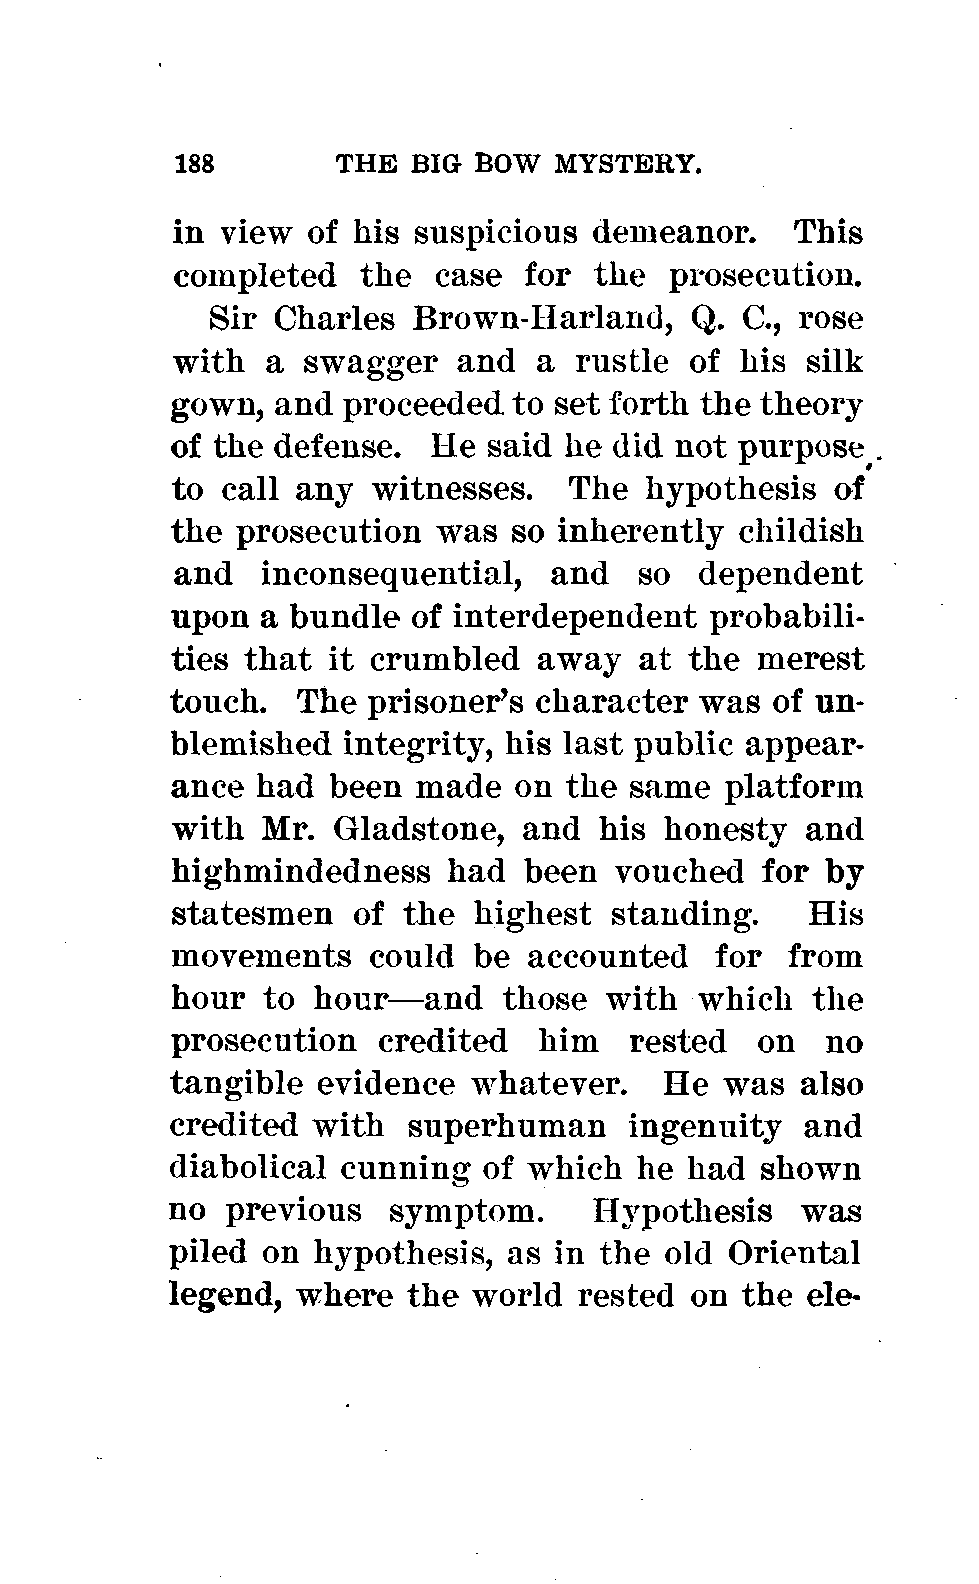 188 THE BIG BOW MYSTERY.
in view of his suspicious demeanor. This
completed the case for the prosecution.
Sir Charles Brown-Harland, Q. C., rose
with a swagger and a rustle of his silk
gown, and proceeded to set forth the theory
of the defense. He said he did not purpose
to call any witnesses. The hypothesis of
the prosecution was so inherently childish
and inconsequential, and so dependent
upon a bundle of interdependent probabili-
ties that it crumbled away at the merest
touch. The prisoner's character was of un-
blemished integrity, his last public appear-
ance had been made on the same platform
with Mr. Gladstone, and his honesty and
highmindedness had been vouched for by
statesmen of the highest standing. His
movements could be accounted for from
hour to hour—and those with which the
prosecution credited him rested on no
tangible evidence whatever. He was also
credited with superhuman ingenuity and
diabolical cunning of which he had shown
no previous symptom. Hypothesis was
piled on hypothesis, as in the old Oriental
legend, where the world rested on the ele-